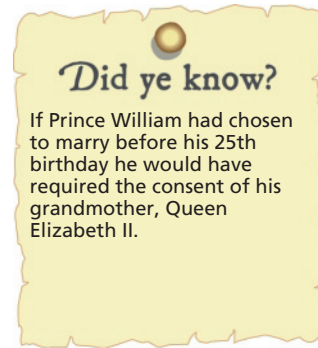 Did ye know?
If Prince William had chosen
to marry before his 25th
birthday he would have
required the consent of his
grandmother, Queen
Elizabeth II.